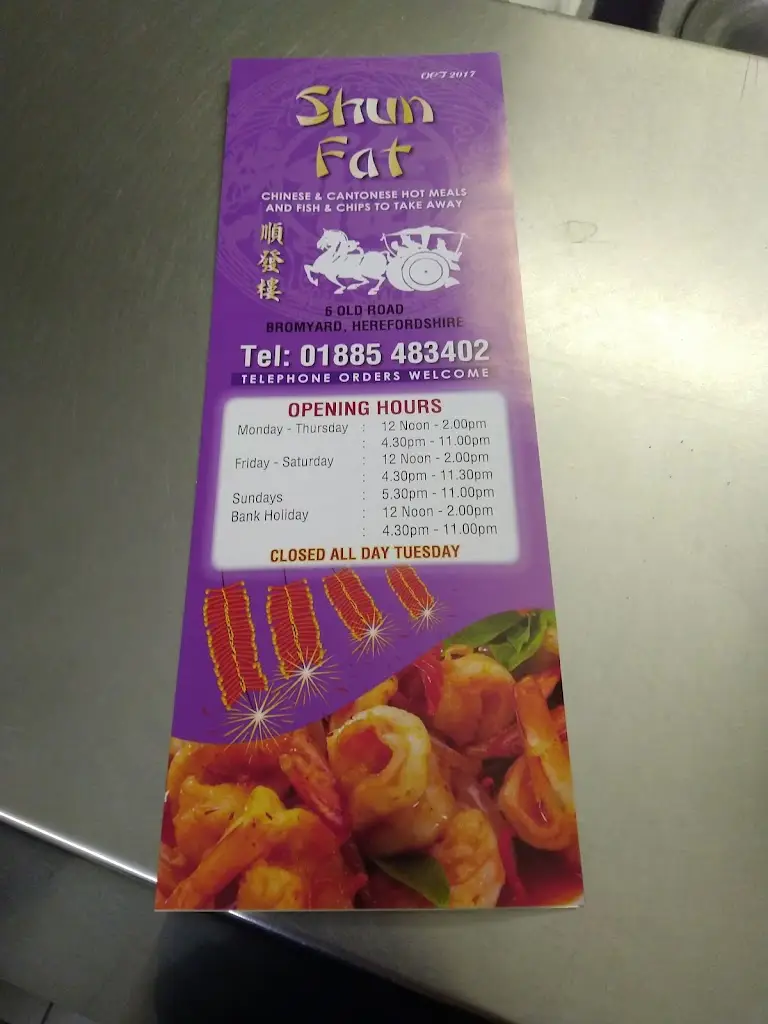 OCT 2017
Shun
Fat
CHINESE & CANTONESE HOT MEALS
AND FISH & CHIPS TO TAKE AWAY
順發樓
6 OLD ROAD
BROMYARD, HEREFORDSHIRE
Tel: 01885 483402
TELEPHONE ORDERS WELCOME
OPENING HOURS
Monday - Thursday : 12 Noon - 2.00pm
: 4.30pm - 11.00pm
Friday - Saturday : 12 Noon - 2.00pm
: 4.30pm - 11.30pm
Sundays : 5.30pm - 11.00pm
Bank Holiday : 12 Noon - 2.00pm
: 4.30pm - 11.00pm
CLOSED ALL DAY TUESDAY